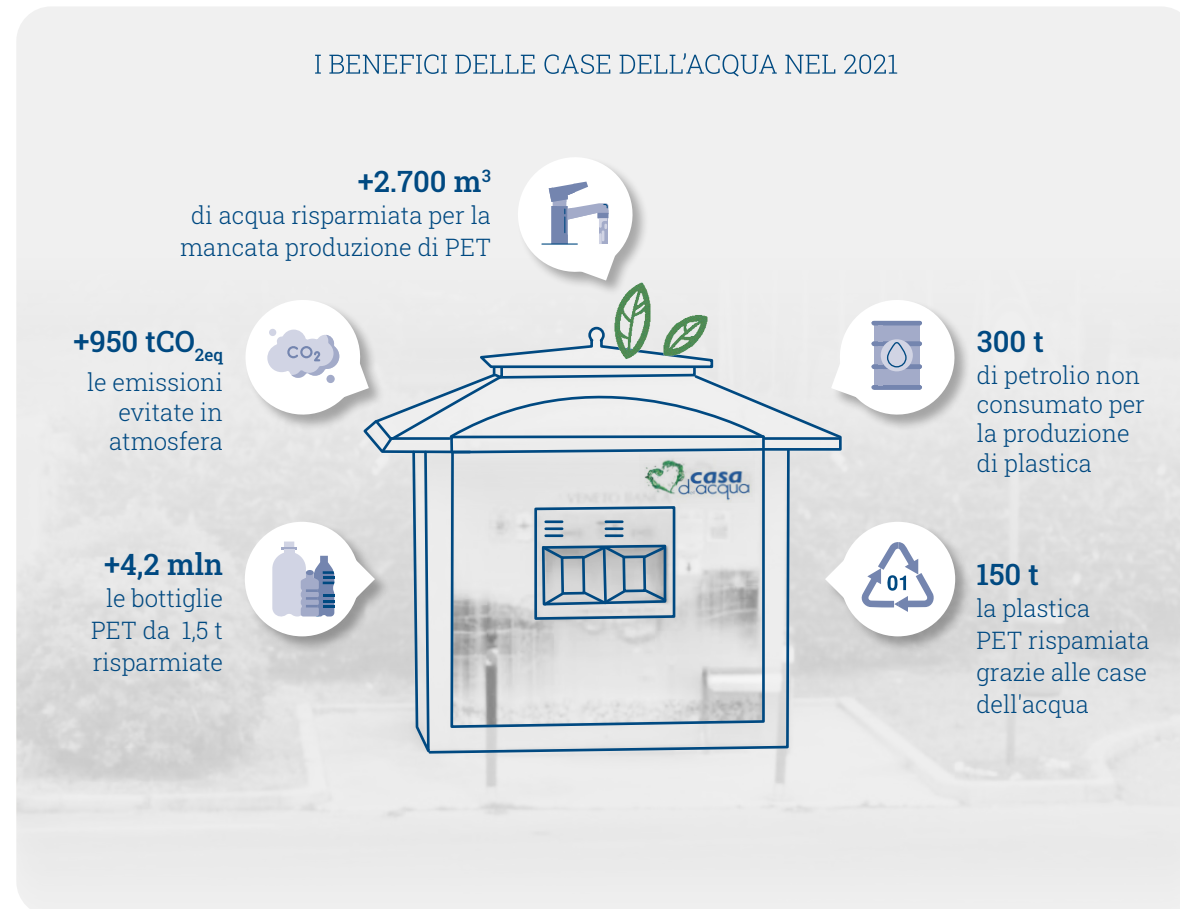 I BENEFICI DELLE CASE DELL'ACQUA NEL 2021
+2.700 m³
di acqua risparmiata per la
mancata produzione di PET
+950 tCO₂eq
le emissioni
evitate in
atmosfera
CO₂
300 t
di petrolio non
consumato per
la produzione
di plastica
casa
d'acqua
VENETO BANCA
+4,2 mln
le bottiglie
PET da 1,5 t
risparmiate
01
150 t
la plastica
PET rispamiata
grazie alle case
dell'acqua